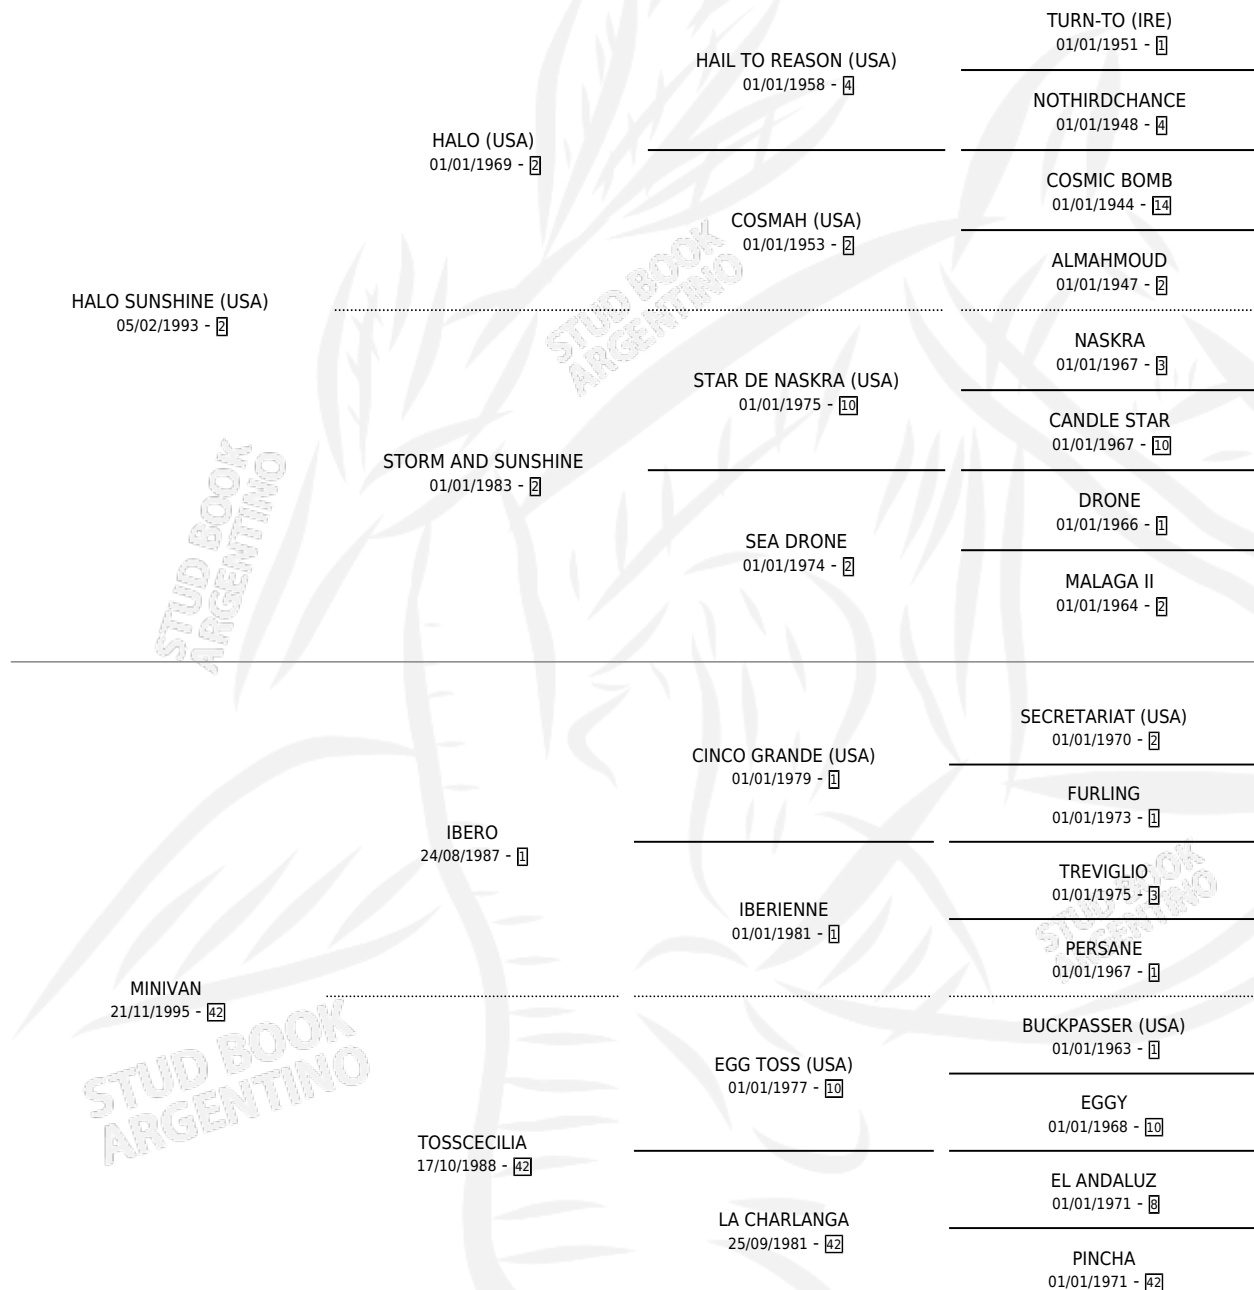 TURN-TO (IRE)
01/01/1951 - 1
HAIL TO REASON (USA)
01/01/1958 - 4
NOTHIRDCHANCE
01/01/1948 - 4
HALO (USA)
01/01/1969 - 2
COSMIC BOMB
01/01/1944 - 14
COSMAH (USA)
01/01/1953 - 2
ALMAHMOUD
01/01/1947 - 2
HALO SUNSHINE (USA)
05/02/1993 - 2
NASKRA
01/01/1967 - 3
STAR DE NASKRA (USA)
01/01/1975 - 10
CANDLE STAR
01/01/1967 - 10
STORM AND SUNSHINE
01/01/1983 - 2
DRONE
01/01/1966 - 1
SEA DRONE
01/01/1974 - 2
MALAGA II
01/01/1964 - 2
SECRETARIAT (USA)
01/01/1970 - 2
CINCO GRANDE (USA)
01/01/1979 - 1
FURLING
01/01/1973 - 1
IBERO
24/08/1987 - 1
TREVIGLIO
01/01/1975 - 3
IBERIENNE
01/01/1981 - 1
PERSANE
01/01/1967 - 1
MINIVAN
21/11/1995 - 42
BUCKPASSER (USA)
01/01/1963 - 1
EGG TOSS (USA)
01/01/1977 - 10
EGGY
01/01/1968 - 10
TOSSCECILIA
17/10/1988 - 42
EL ANDALUZ
01/01/1971 - 8
LA CHARLANGA
25/09/1981 - 42
PINCHA
01/01/1971 - 42
STUD BOOK
ARGENTINO
STUD BOOK
ARGENTINO
STUD BOOK
ARGENTINO
STUD BOOK
ARGENTINO